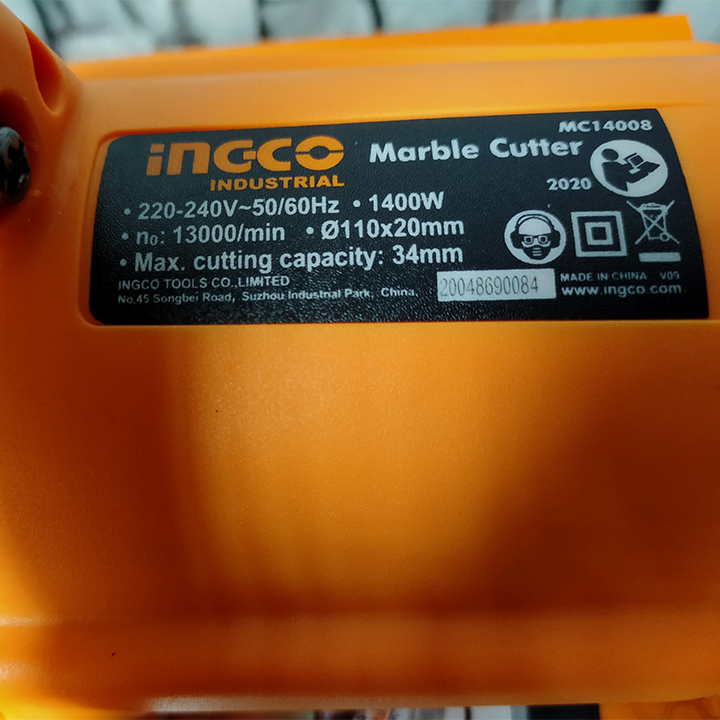 MC14008
INGCO Marble Cutter
INDUSTRIAL
2020
• 220-240V~50/60Hz • 1400W
• n₀: 13000/min • Ø110x20mm
• Max. cutting capacity: 34mm
INGCO TOOLS CO.,LIMITED
No.45 Songbei Road, Suzhou Industrial Park, China.
20048690084
MADE IN CHINA V09
www.ingco.com